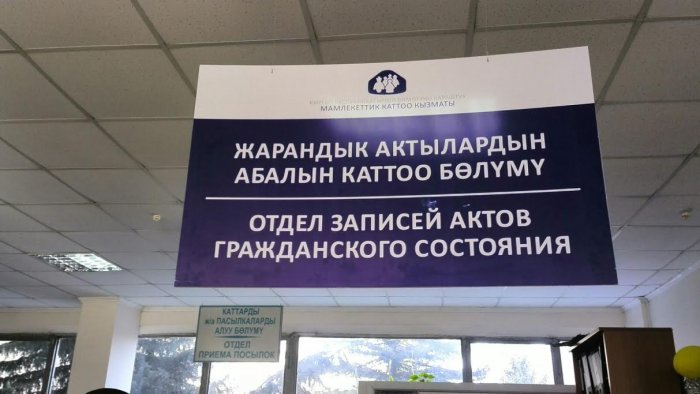 МАМЛЕКЕТТИК КАТТОО КЫЗМАТЫ
ЖАРАНДЫК АКТЫЛАРДЫН
АБАЛЫН КАТТОО БӨЛҮМҮ
ОТДЕЛ ЗАПИСЕЙ АКТОВ
ГРАЖДАНСКОГО СОСТОЯНИЯ
КАТТАРДЫ
ж/а ПАСЫЛКАЛАРДЫ
АЛУУ БӨЛҮМҮ
ОТДЕЛ
ПРИЕМА ПОСЫЛОК